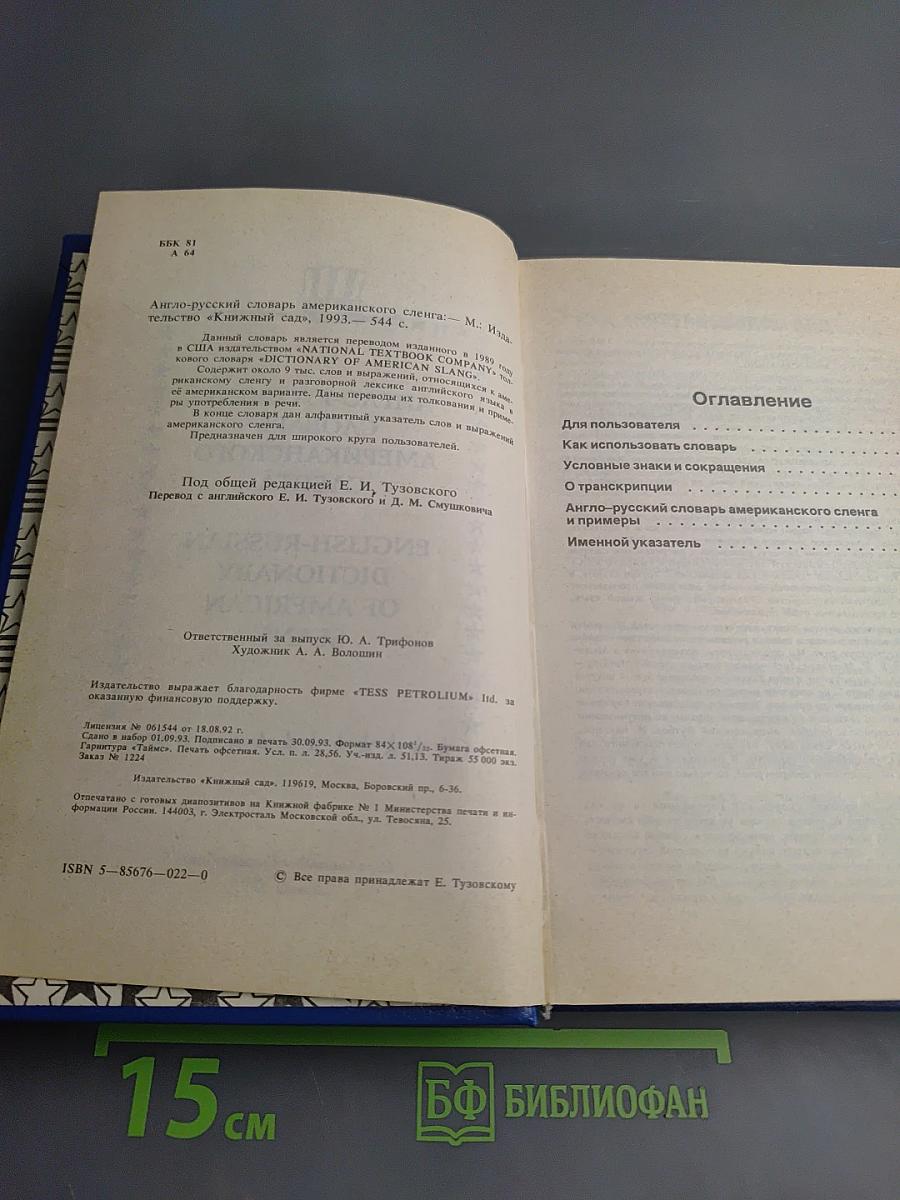 ББК 81
А 64
Англо-русский словарь американского сленга:— М.: Изда-
тельство «Книжный сад», 1993.— 544 с.
Данный словарь является переводом изданного в 1989 году
в США издательством «NATIONAL TEXTBOOK COMPANY» тол-
кового словаря «DICTIONARY OF AMERICAN SLANG».
Содержит около 9 тыс. слов и выражений, относящихся к аме-
риканскому сленгу и разговорной лексике английского языка в
её американском варианте. Даны переводы их толкования и приме-
ры употребления в речи.
В конце словаря дан алфавитный указатель слов и выражений
американского сленга.
Предназначен для широкого круга пользователей.
Под общей редакцией Е. И. Тузовского
Перевод с английского Е. И. Тузовского и Д. М. Смушковича
Ответственный за выпуск Ю. А. Трифонов
Художник А. А. Волошин
Издательство выражает благодарность фирме «TESS PETROLIUM» ltd. за
оказанную финансовую поддержку.
Лицензия № 061544 от 18.08.92 г.
Сдано в набор 01.09.93. Подписано в печать 30.09.93. Формат 84×108¹/₃₂. Бумага офсетная.
Гарнитура «Таймс». Печать офсетная. Усл. п. л. 28,56. Уч.-изд. л. 51,13. Тираж 55 000 экз.
Заказ № 1224
Издательство «Книжный сад». 119619, Москва, Боровский пр., 6-36.
Отпечатано с готовых диапозитивов на Книжной фабрике № 1 Министерства печати и ин-
формации России. 144003, г. Электросталь Московской обл., ул. Тевосяна, 25.
ISBN 5—85676—022—0
© Все права принадлежат Е. Тузовскому
Оглавление
Для пользователя
Как использовать словарь
Условные знаки и сокращения
О транскрипции
Англо-русский словарь американского сленга
и примеры
Именной указатель
15 см
БФ БИБЛИОФАН